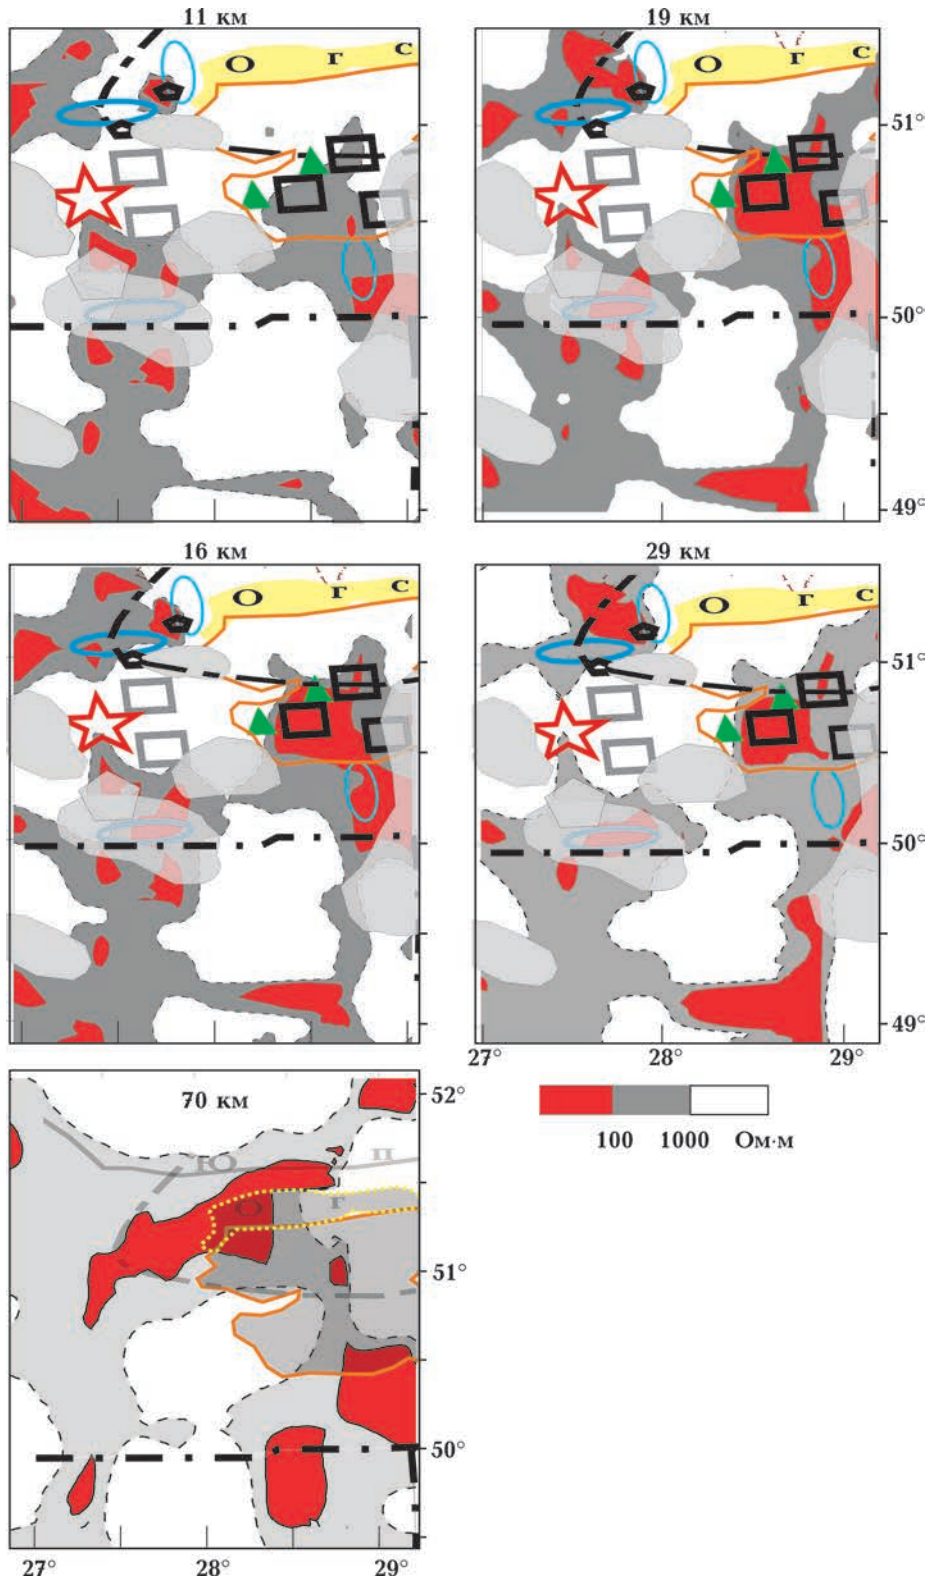 11 км
19 км
О г с
О г с
51°
50°
49°
16 км
29 км
О г с
О г с
51°
50°
49°
27° 28° 29°
70 км
52°
Ю п
О г
51°
50°
27° 28 29°
100 1000 Ом·м